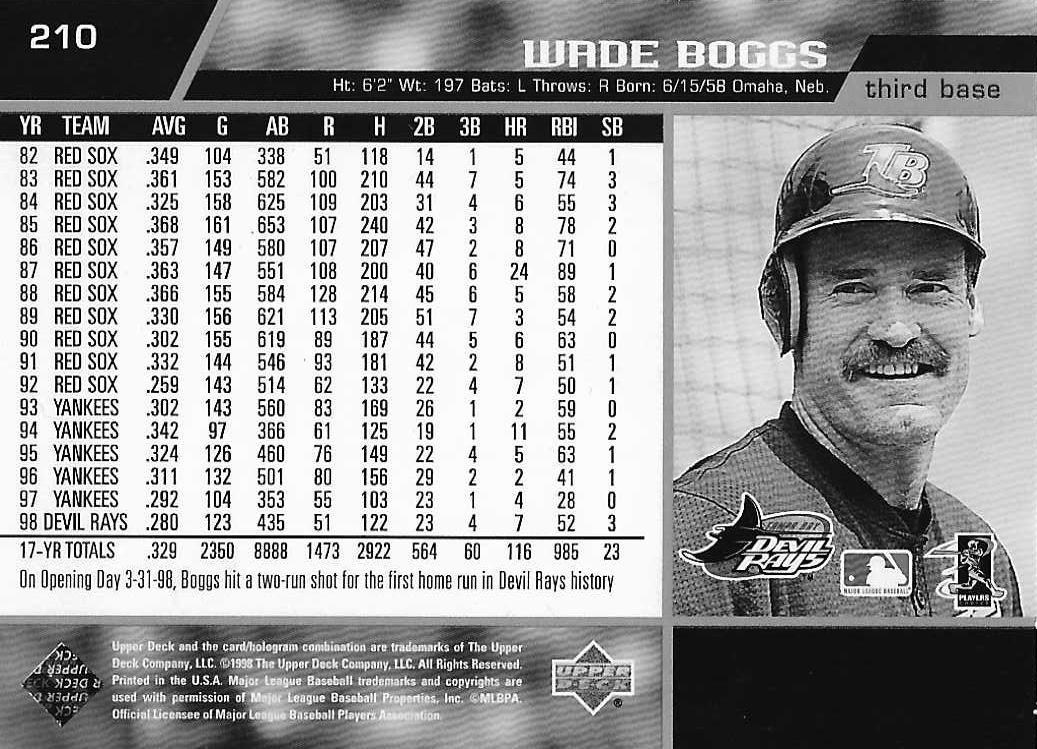 210
WADE BOGGS
Ht: 6'2" Wt: 197 Bats: L Throws: R Born: 6/15/58 Omaha, Neb.
third base
YR TEAM AVG G AB R H 2B 3B HR RBI SB
82 RED SOX .349 104 338 51 118 14 1 5 44 1
83 RED SOX .361 153 582 100 210 44 7 5 74 3
84 RED SOX .325 158 625 109 203 31 4 6 55 3
85 RED SOX .368 161 653 107 240 42 3 8 78 2
86 RED SOX .357 149 580 107 207 47 2 8 71 0
87 RED SOX .363 147 551 108 200 40 6 24 89 1
88 RED SOX .366 155 584 128 214 45 6 5 58 2
89 RED SOX .330 156 621 113 205 51 7 3 54 2
90 RED SOX .302 155 619 89 187 44 5 6 63 0
91 RED SOX .332 144 546 93 181 42 2 8 51 1
92 RED SOX .259 143 514 62 133 22 4 7 50 1
93 YANKEES .302 143 560 83 169 26 1 2 59 0
94 YANKEES .342 97 366 61 125 19 1 11 55 2
95 YANKEES .324 126 460 76 149 22 4 5 63 1
96 YANKEES .311 132 501 80 156 29 2 2 41 1
97 YANKEES .292 104 353 55 103 23 1 4 28 0
98 DEVIL RAYS .280 123 435 51 122 23 4 7 52 3
17-YR TOTALS .329 2350 8888 1473 2922 564 60 116 985 23
On Opening Day 3-31-98, Boggs hit a two-run shot for the first home run in Devil Rays history
TB
TAMPA BAY
DEVIL
RAYS
TM
MAJOR LEAGUE BASEBALL
PLAYERS
CHOICE
Upper Deck and the card/hologram combination are trademarks of The Upper
Deck Company, LLC. ©1998 The Upper Deck Company, LLC. All Rights Reserved.
Printed in the U.S.A. Major League Baseball trademarks and copyrights are
used with permission of Major League Baseball Properties, Inc. ©MLBPA.
Official Licensee of Major League Baseball Players Association.
UPPER
DECK
®